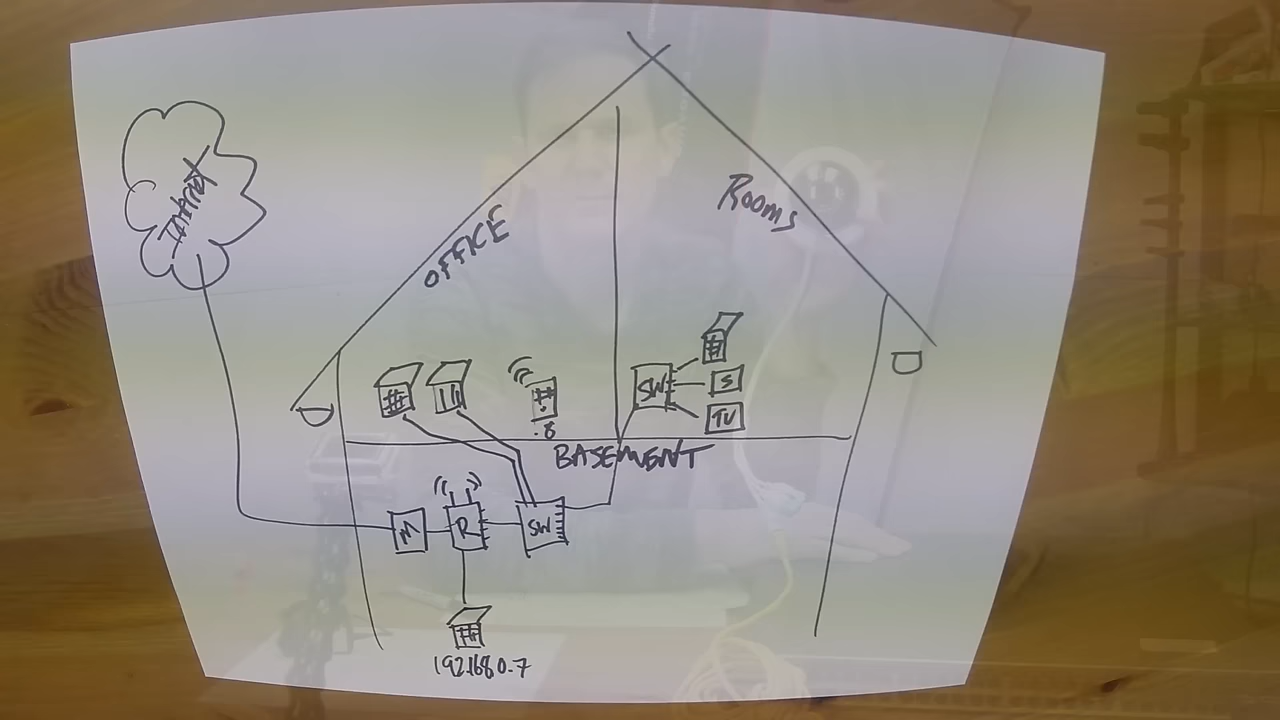 INTERNET
OFFICE
Rooms
SW
S
TV
.8
BASEMENT
M
R
SW
192.168 0.7